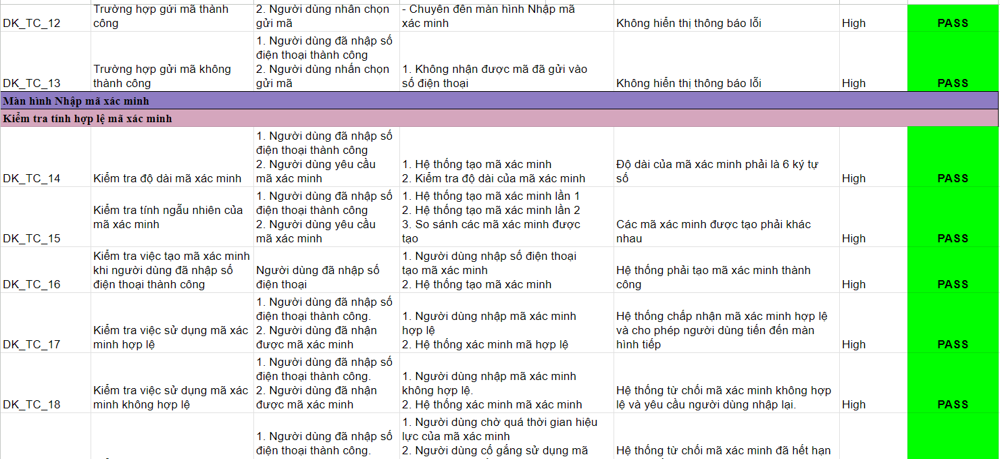 DK_TC_12
Trường hợp gửi mã thành
công
2. Người dùng nhấn chọn
gửi mã
- Chuyển đến màn hình Nhập mã
xác minh
Không hiển thị thông báo lỗi
High
PASS
DK_TC_13
Trường hợp gửi mã không
thành công
1. Người dùng đã nhập số
điện thoại thành công
2. Người dùng nhấn chọn
gửi mã
1. Không nhận được mã đã gửi vào
số điện thoại
Không hiển thị thông báo lỗi
High
PASS
Màn hình Nhập mã xác minh
Kiểm tra tính hợp lệ mã xác minh
DK_TC_14
Kiểm tra độ dài mã xác minh
1. Người dùng đã nhập số
điện thoại thành công
2. Người dùng yêu cầu
mã xác minh
1. Hệ thống tạo mã xác minh
2. Kiểm tra độ dài của mã xác minh
Độ dài của mã xác minh phải là 6 ký tự
số
High
PASS
DK_TC_15
Kiểm tra tính ngẫu nhiên của
mã xác minh
1. Người dùng đã nhập số
điện thoại thành công
2. Người dùng yêu cầu
mã xác minh
1. Hệ thống tạo mã xác minh lần 1
2. Hệ thống tạo mã xác minh lần 2
3. So sánh các mã xác minh được
tạo
Các mã xác minh được tạo phải khác
nhau
High
PASS
DK_TC_16
Kiểm tra việc tạo mã xác minh
khi người dùng đã nhập số
điện thoại thành công
Người dùng đã nhập số
điện thoại
1. Người dùng nhập số điện thoại
tạo mã xác minh
2. Hệ thống tạo mã xác minh
Hệ thống phải tạo mã xác minh thành
công
High
PASS
DK_TC_17
Kiểm tra việc sử dụng mã xác
minh hợp lệ
1. Người dùng đã nhập số
điện thoại thành công.
2. Người dùng đã nhận
được mã xác minh
1. Người dùng nhập mã xác minh
hợp lệ
2. Hệ thống xác minh mã hợp lệ
Hệ thống chấp nhận mã xác minh hợp lệ
và cho phép người dùng tiến đến màn
hình tiếp
High
PASS
DK_TC_18
Kiểm tra việc sử dụng mã xác
minh không hợp lệ
1. Người dùng đã nhập số
điện thoại thành công.
2. Người dùng đã nhận
được mã xác minh
1. Người dùng nhập mã xác minh
không hợp lệ.
2. Hệ thống xác minh mã xác minh
Hệ thống từ chối mã xác minh không hợp
lệ và yêu cầu người dùng nhập lại.
High
PASS
1. Người dùng đã nhập số
điện thoại thành công.
1. Người dùng chờ quá thời gian hiệu
lực của mã xác minh
2. Người dùng cố gắng sử dụng mã
Hệ thống từ chối mã xác minh đã hết hạn